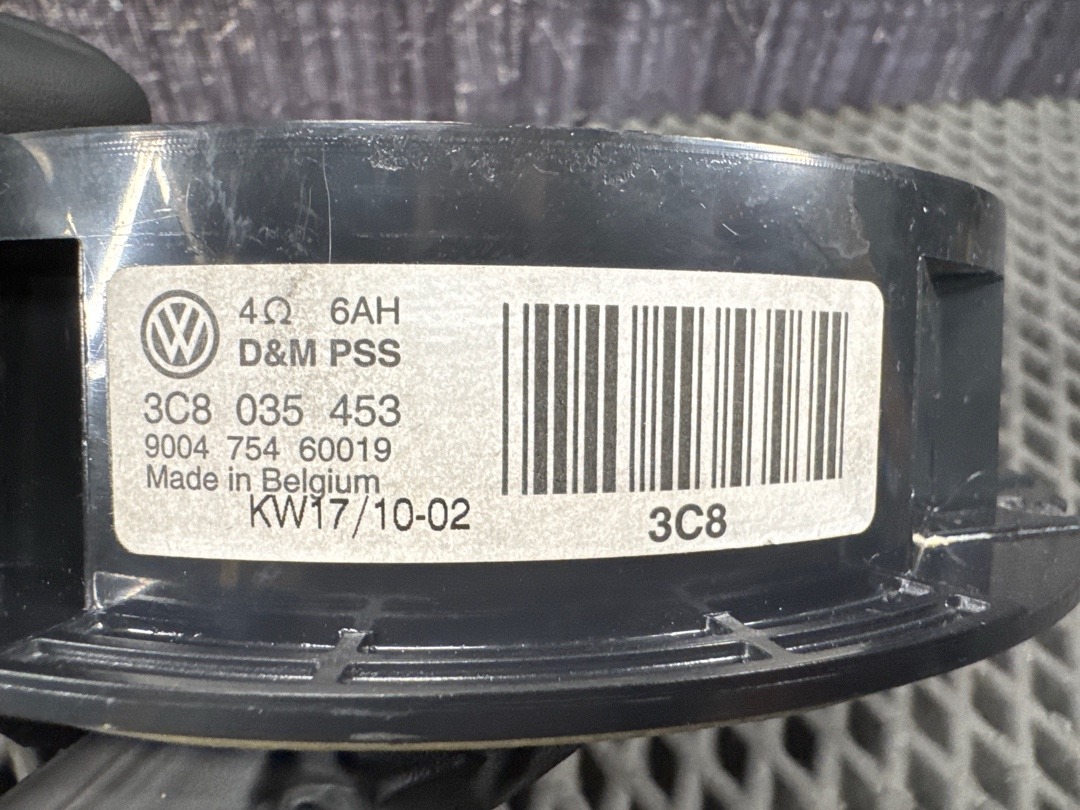 4Ω 6AH
D&M PSS
3C8 035 453
9004 754 60019
Made in Belgium
KW17/10-02
3C8